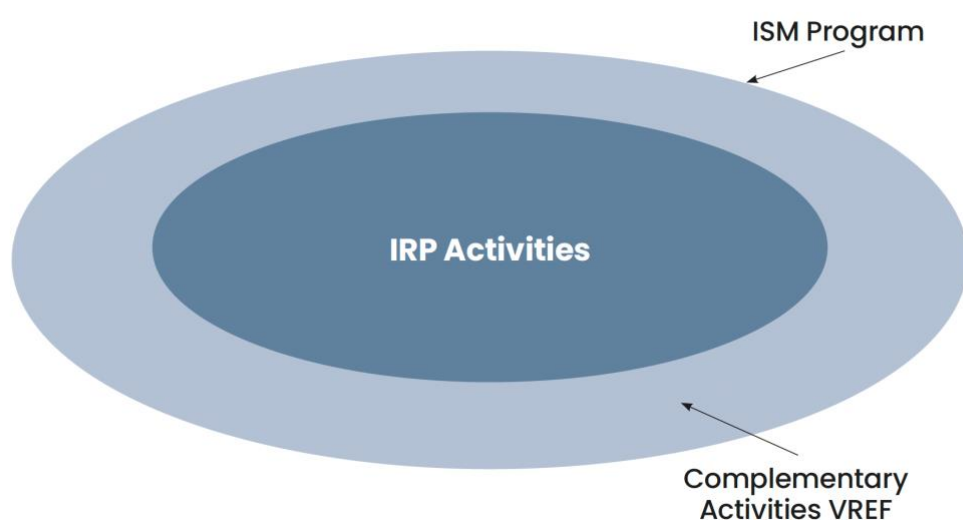 ISM Program
IRP Activities
Complementary
Activities VREF